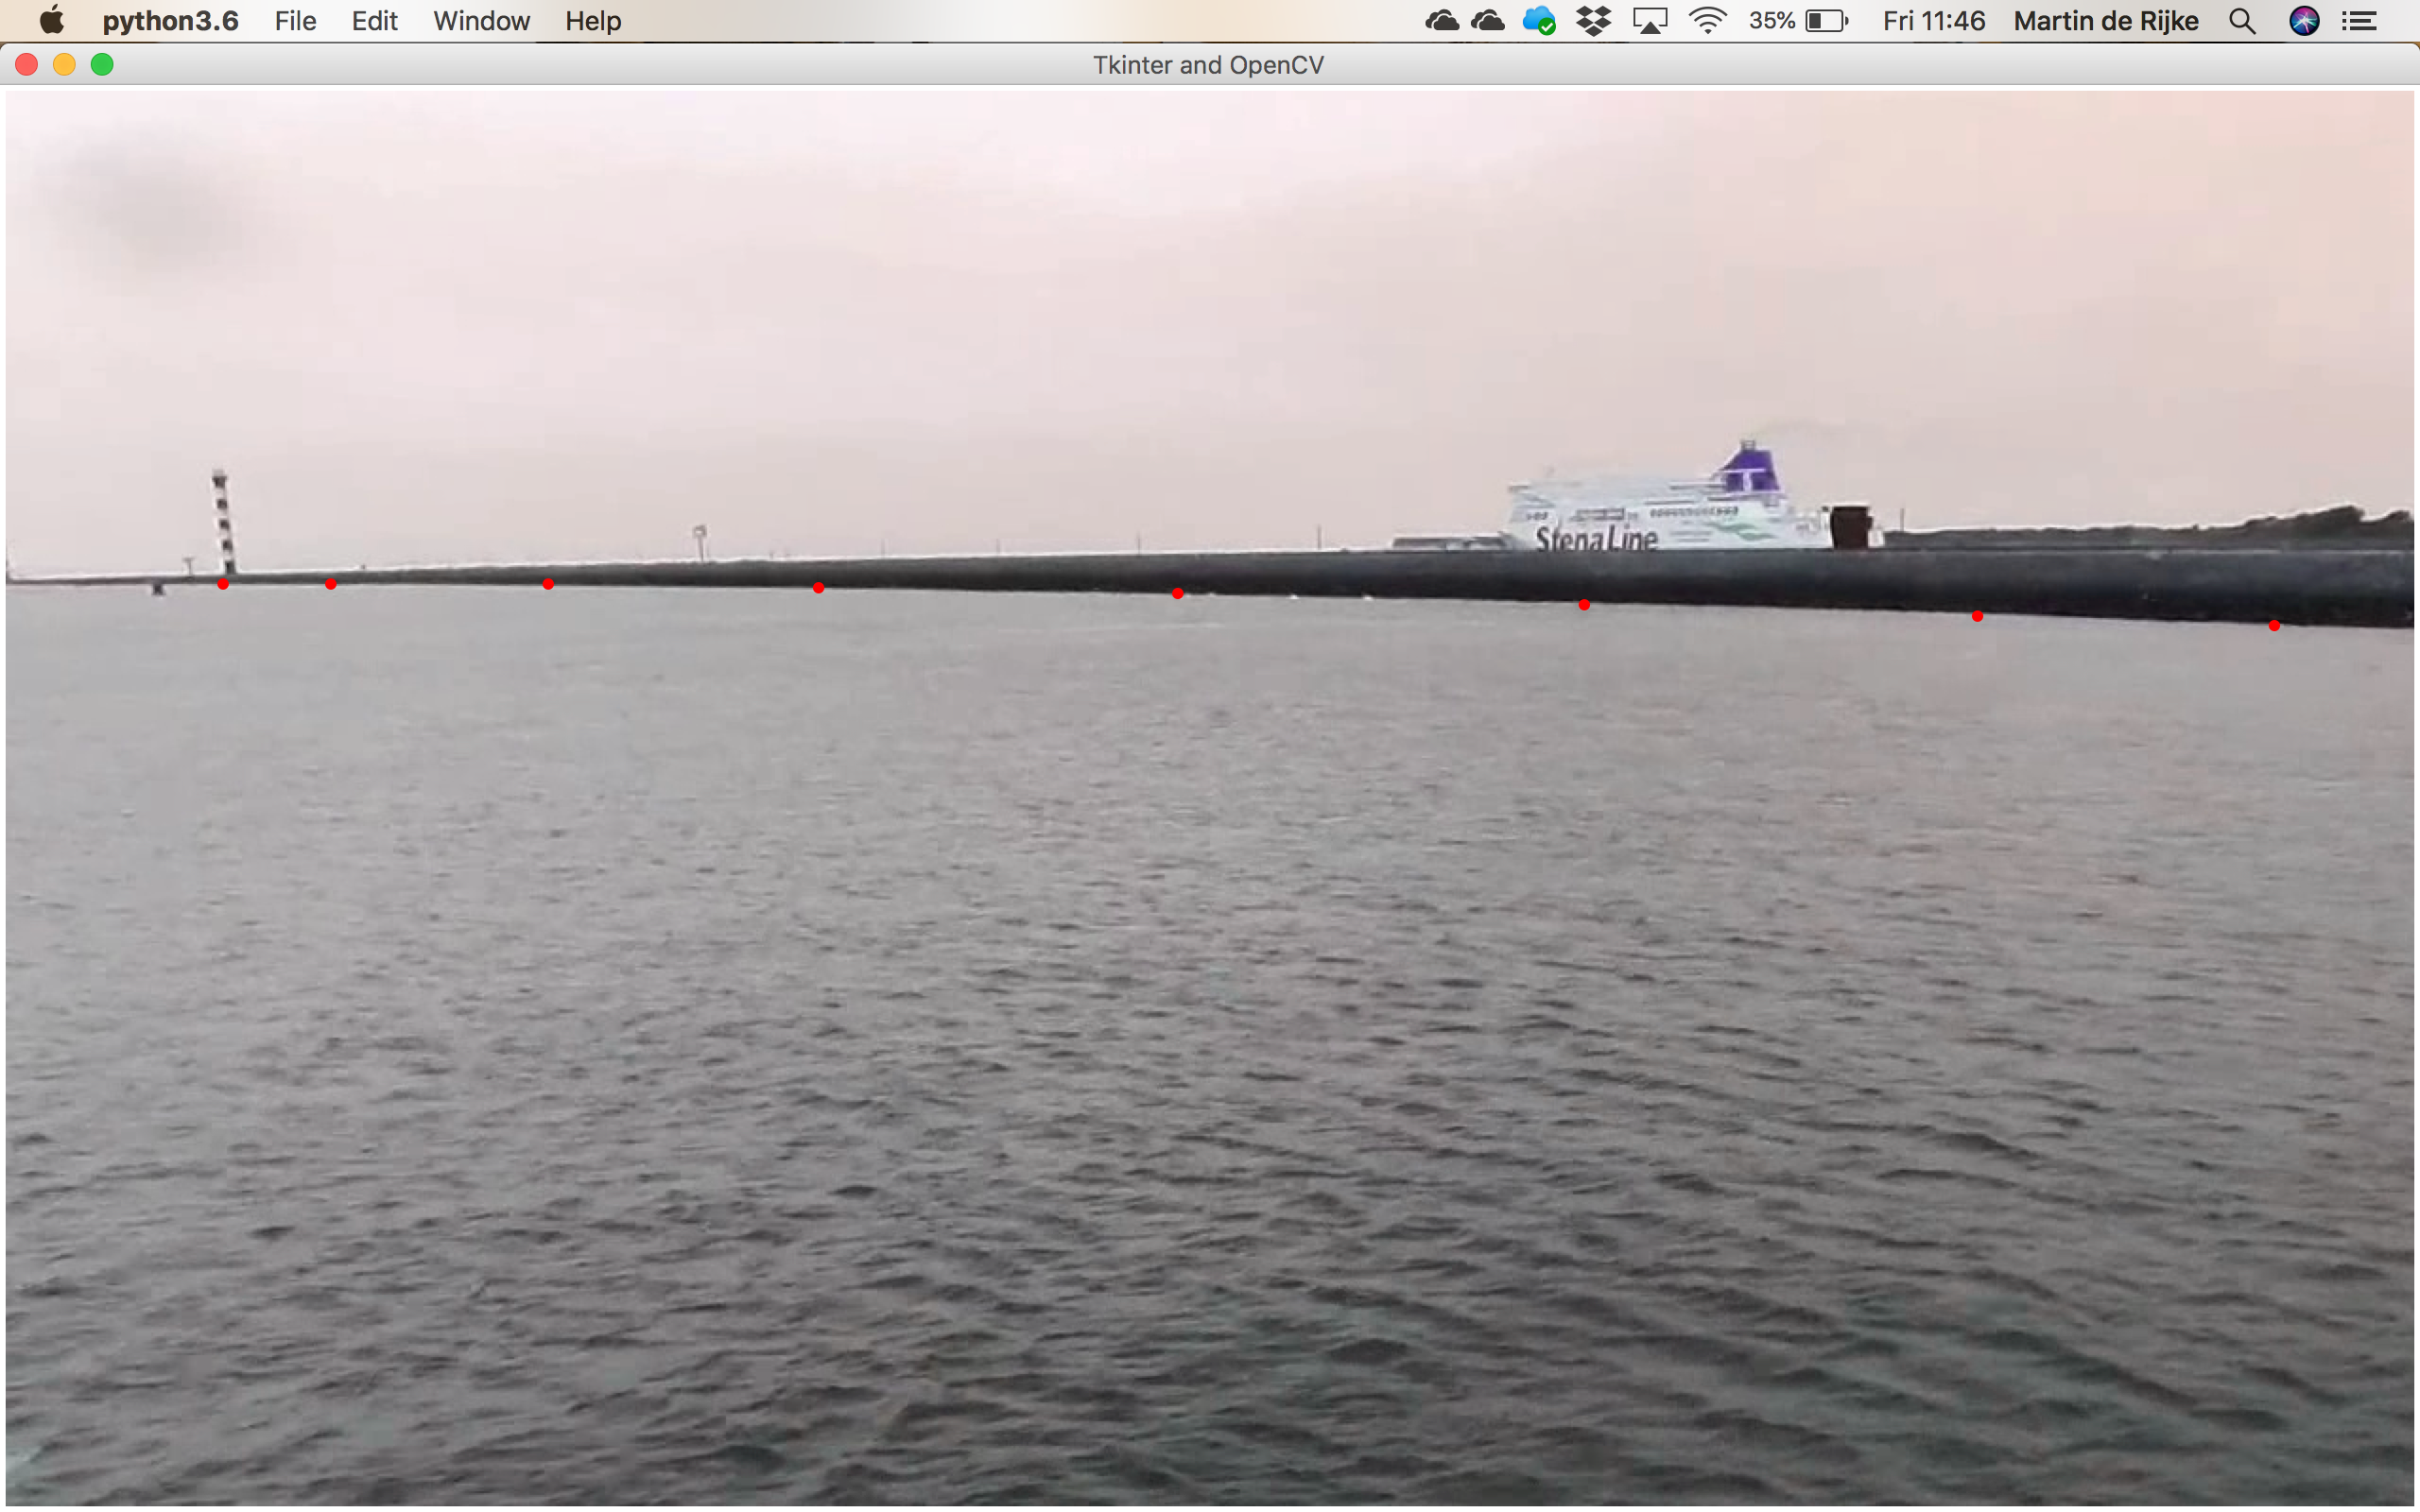 python3.6 File Edit Window Help 35% Fri 11:46 Martin de Rijke
Tkinter and OpenCV
Stena Line